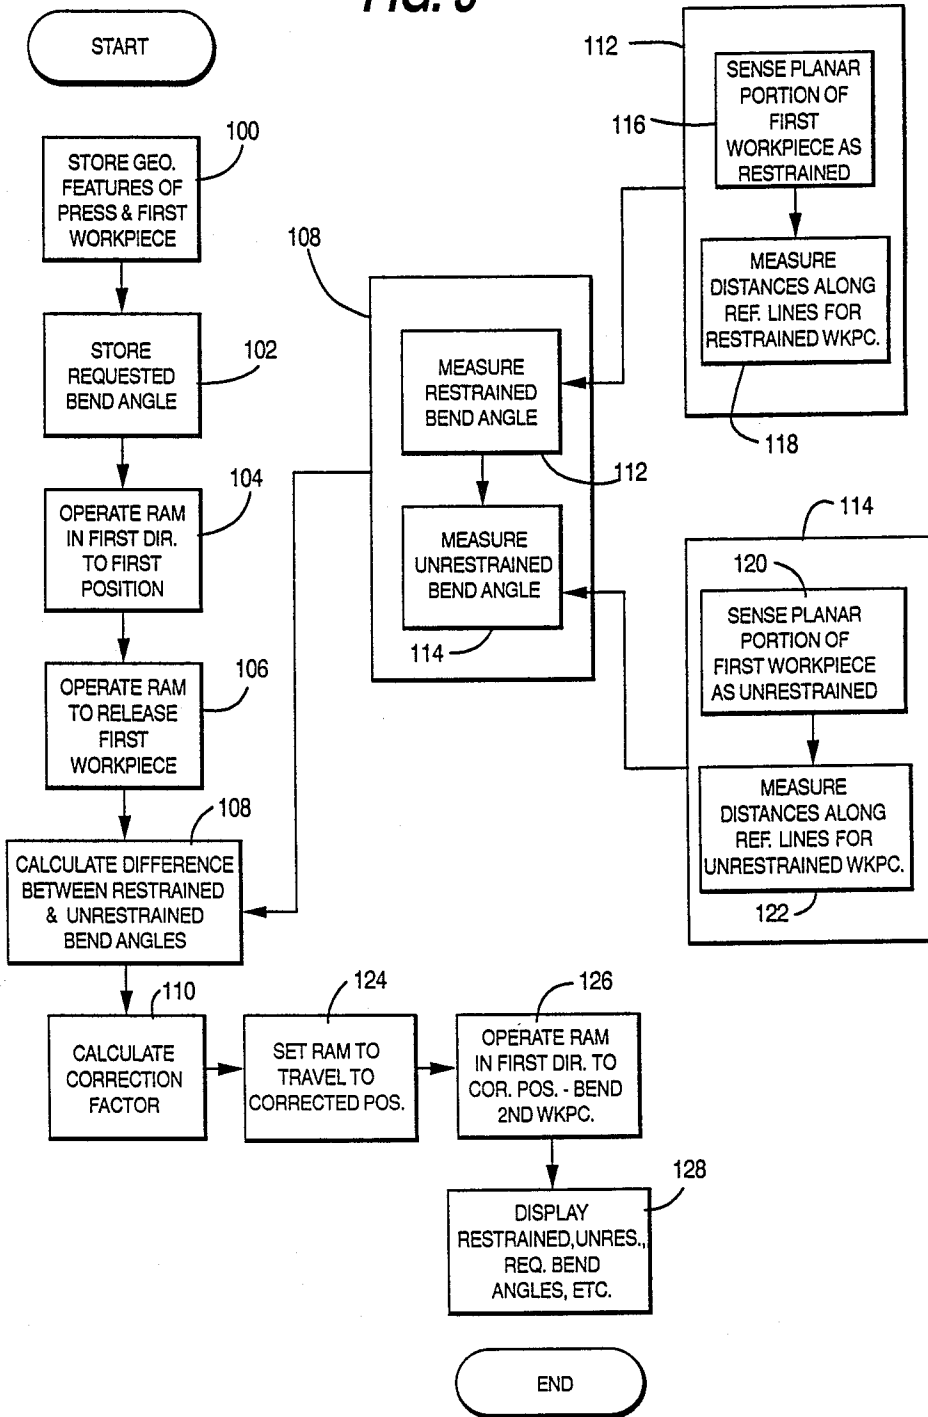 START
100
STORE GEO.
FEATURES OF
PRESS & FIRST
WORKPIECE
102
STORE
REQUESTED
BEND ANGLE
104
OPERATE RAM
IN FIRST DIR.
TO FIRST
POSITION
106
OPERATE RAM
TO RELEASE
FIRST
WORKPIECE
108
CALCULATE DIFFERENCE
BETWEEN RESTRAINED
& UNRESTRAINED
BEND ANGLES
108
MEASURE
RESTRAINED
BEND ANGLE
112
MEASURE
UNRESTRAINED
BEND ANGLE
114
112
116
SENSE PLANAR
PORTION OF
FIRST
WORKPIECE AS
RESTRAINED
MEASURE
DISTANCES ALONG
REF. LINES FOR
RESTRAINED WKPC.
118
114
120
SENSE PLANAR
PORTION OF
FIRST WORKPIECE
AS UNRESTRAINED
MEASURE
DISTANCES ALONG
REF. LINES FOR
UNRESTRAINED WKPC.
122
110
CALCULATE
CORRECTION
FACTOR
124
SET RAM TO
TRAVEL TO
CORRECTED POS.
126
OPERATE RAM
IN FIRST DIR. TO
COR. POS. - BEND
2ND WKPC.
128
DISPLAY
RESTRAINED, UNRES.,
REQ. BEND
ANGLES, ETC.
END